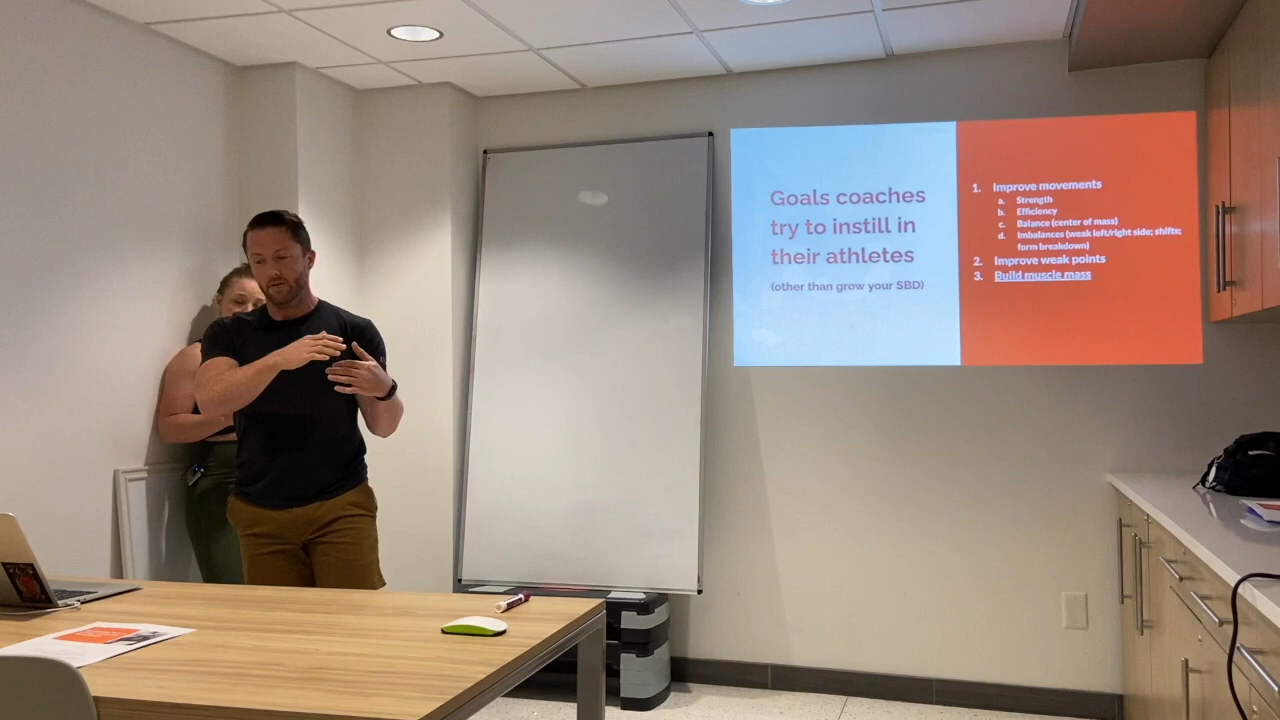 Goals coaches
try to instill in
their athletes
(other than grow your SBD)
1. Improve movements
a. Strength
b. Efficiency
c. Balance (center of mass)
d. Imbalances (weak left/right side; shifts;
form breakdown)
2. Improve weak points
3. Build muscle mass